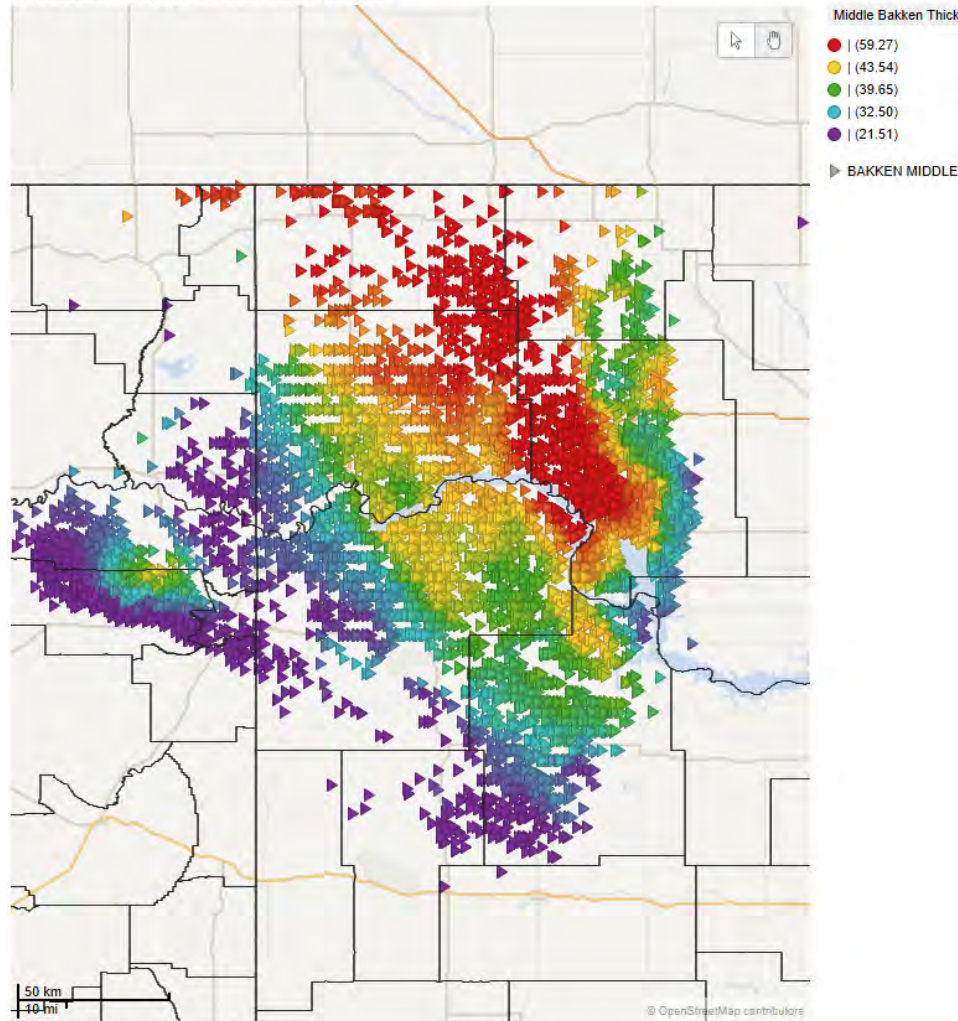 Middle Bakken Thick
| (59.27)
| (43.54)
| (39.65)
| (32.50)
| (21.51)
BAKKEN MIDDLE
50 km
10 mi
© OpenStreetMap contributors